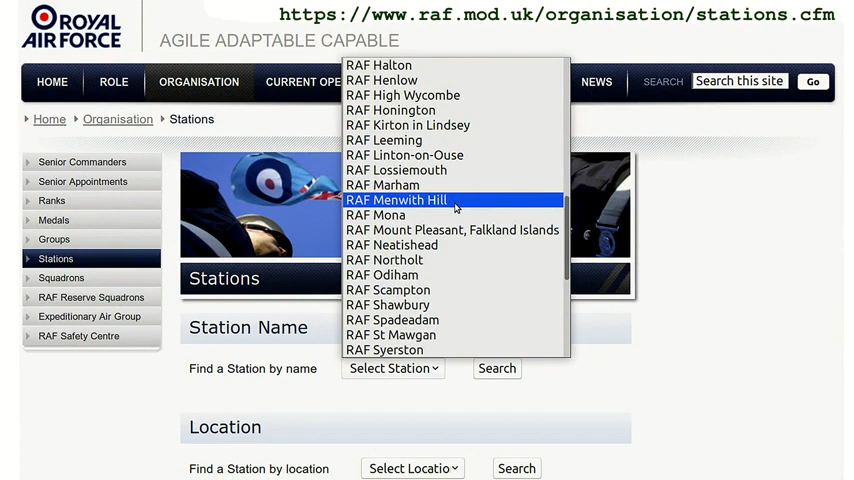 https://www.raf.mod.uk/organisation/stations.cfm
ROYAL
AIR FORCE
AGILE ADAPTABLE CAPABLE
HOME
ROLE
ORGANISATION
CURRENT OPE
NEWS
SEARCH
Search this site
Go
Home
Organisation
Stations
Senior Commanders
Senior Appointments
Ranks
Medals
Groups
Stations
Squadrons
RAF Reserve Squadrons
Expeditionary Air Group
RAF Safety Centre
RAF Halton
RAF Henlow
RAF High Wycombe
RAF Honington
RAF Kirton in Lindsey
RAF Leeming
RAF Linton-on-Ouse
RAF Lossiemouth
RAF Marham
RAF Menwith Hill
RAF Mona
RAF Mount Pleasant, Falkland Islands
RAF Neatishead
RAF Northolt
RAF Odiham
RAF Scampton
RAF Shawbury
RAF Spadeadam
RAF St Mawgan
RAF Syerston
Stations
Station Name
Find a Station by name
Select Station
Search
Location
Find a Station by location
Select Locatio
Search